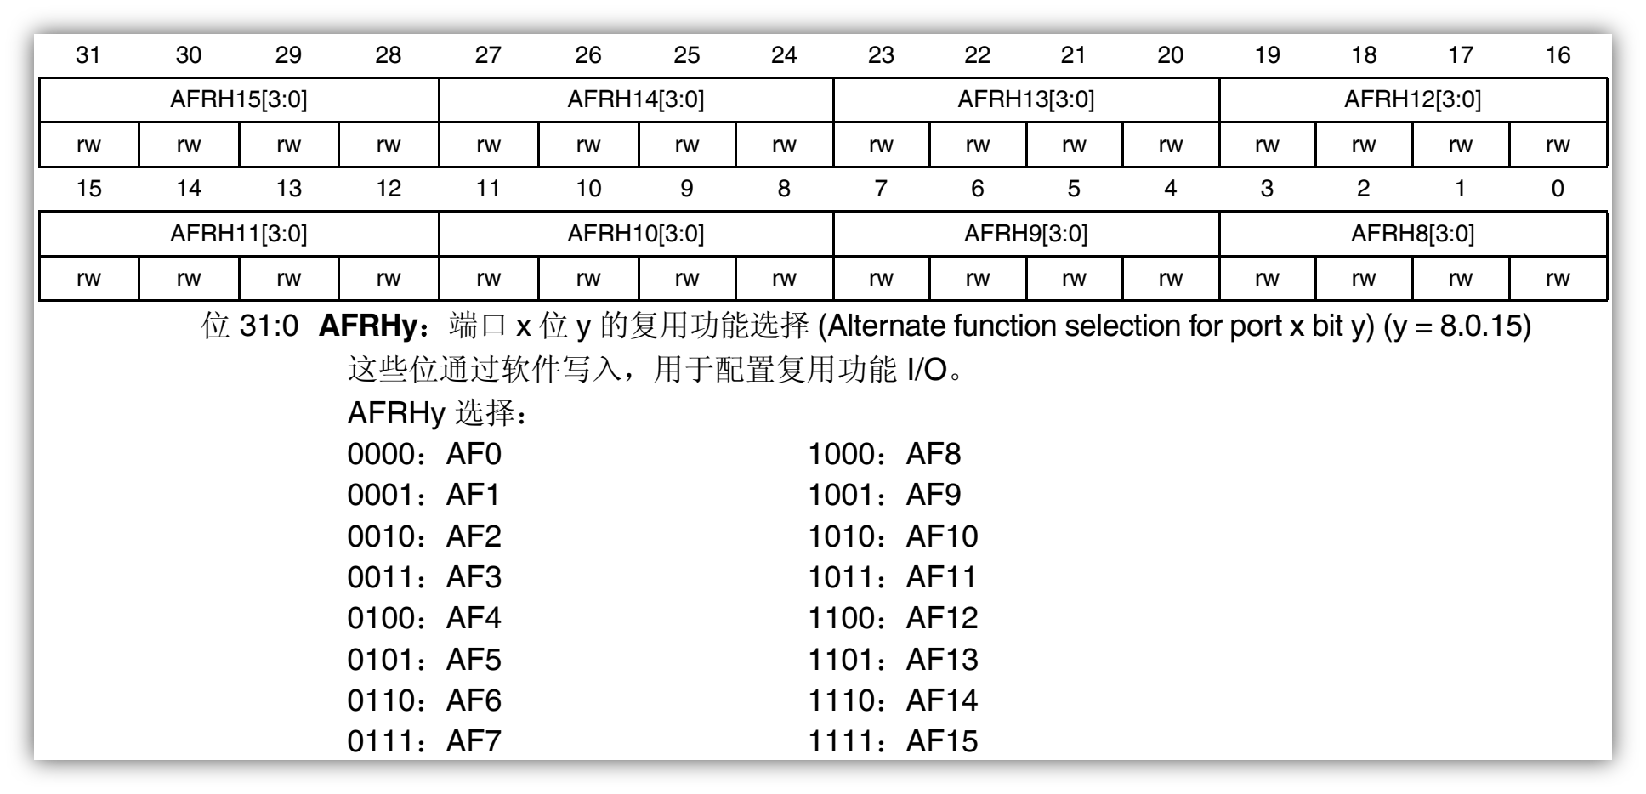 31 30 29 28 27 26 25 24 23 22 21 20 19 18 17 16
AFRH15[3:0] AFRH14[3:0] AFRH13[3:0] AFRH12[3:0]
rw rw rw rw rw rw rw rw rw rw rw rw rw rw rw rw
15 14 13 12 11 10 9 8 7 6 5 4 3 2 1 0
AFRH11[3:0] AFRH10[3:0] AFRH9[3:0] AFRH8[3:0]
rw rw rw rw rw rw rw rw rw rw rw rw rw rw rw rw
位 31:0 AFRHy：端口 x 位 y 的复用功能选择 (Alternate function selection for port x bit y) (y = 8.0.15)
这些位通过软件写入，用于配置复用功能 I/O。
AFRHy 选择：
0000：AF0 1000：AF8
0001：AF1 1001：AF9
0010：AF2 1010：AF10
0011：AF3 1011：AF11
0100：AF4 1100：AF12
0101：AF5 1101：AF13
0110：AF6 1110：AF14
0111：AF7 1111：AF15